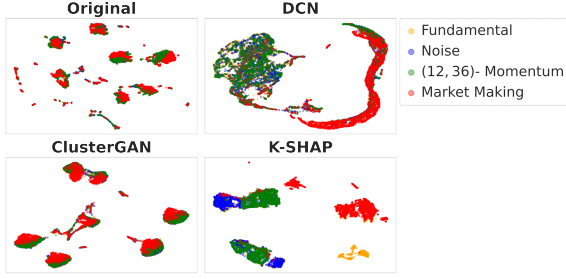 Original
DCN
Fundamental
Noise
(12, 36)- Momentum
Market Making
ClusterGAN
K-SHAP